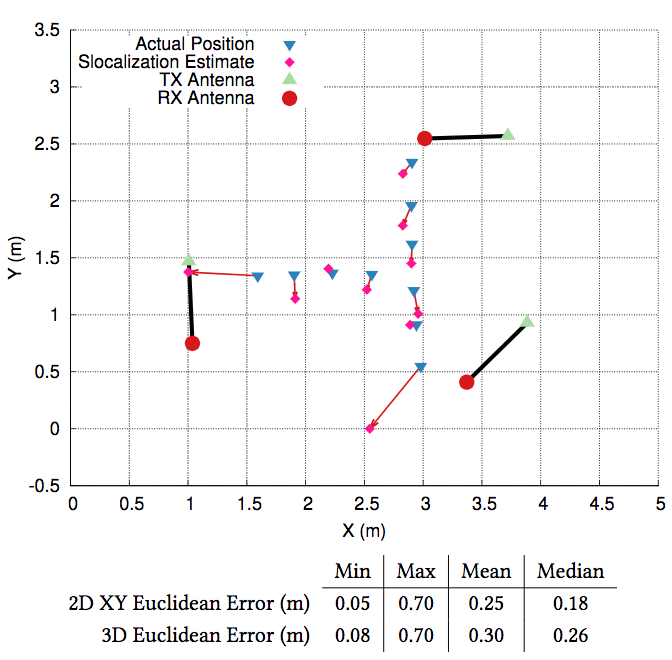 3.5
3
2.5
2
1.5
1
0.5
0
-0.5
Y (m)
Actual Position
Slocalization Estimate
TX Antenna
RX Antenna
0 0.5 1 1.5 2 2.5 3 3.5 4 4.5 5
X (m)
Min Max Mean Median
2D XY Euclidean Error (m) 0.05 0.70 0.25 0.18
3D Euclidean Error (m) 0.08 0.70 0.30 0.26